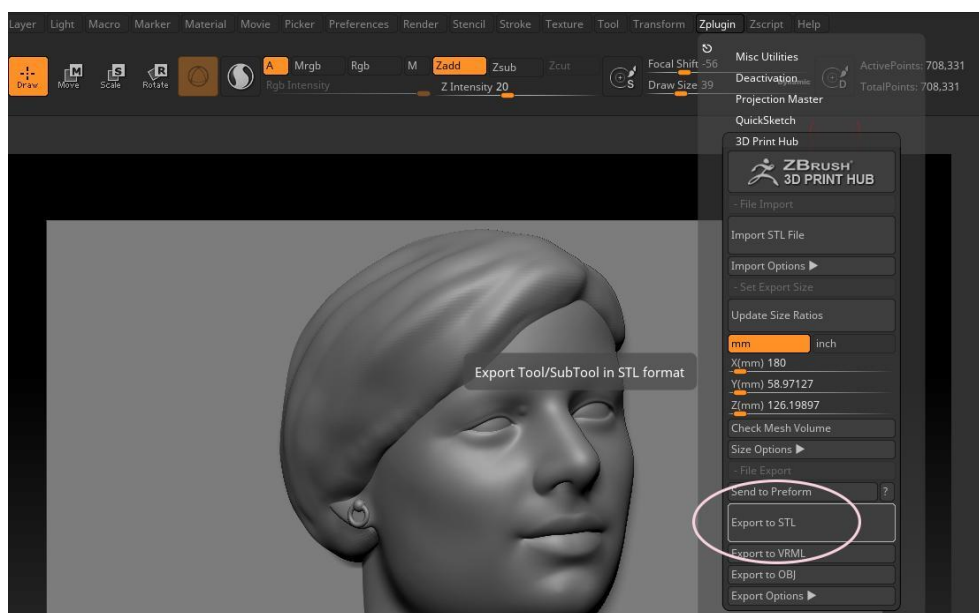 Layer Light Macro Marker Material Movie Picker Preferences Render Stencil Stroke Texture Tool Transform Zplugin Zscript Help
Misc Utilities
A Mrgb Rgb M Zadd Zsub Zcut Focal Shift -56 ActivePoints: 708,331
Deactivation
Dynamic
Draw Move Scale Rotate Rgb Intensity Z Intensity 20 S Draw Size 39 D TotalPoints: 708,331
Projection Master
QuickSketch
3D Print Hub
ZBRUSH
3D PRINT HUB
- File Import
Import STL File
Import Options
- Set Export Size
Update Size Ratios
mm inch
X(mm) 180
Export Tool/SubTool in STL format
Y(mm) 58.97127
Z(mm) 126.19897
Check Mesh Volume
Size Options
- File Export
Send to Preform ?
Export to STL
Export to VRML
Export to OBJ
Export Options